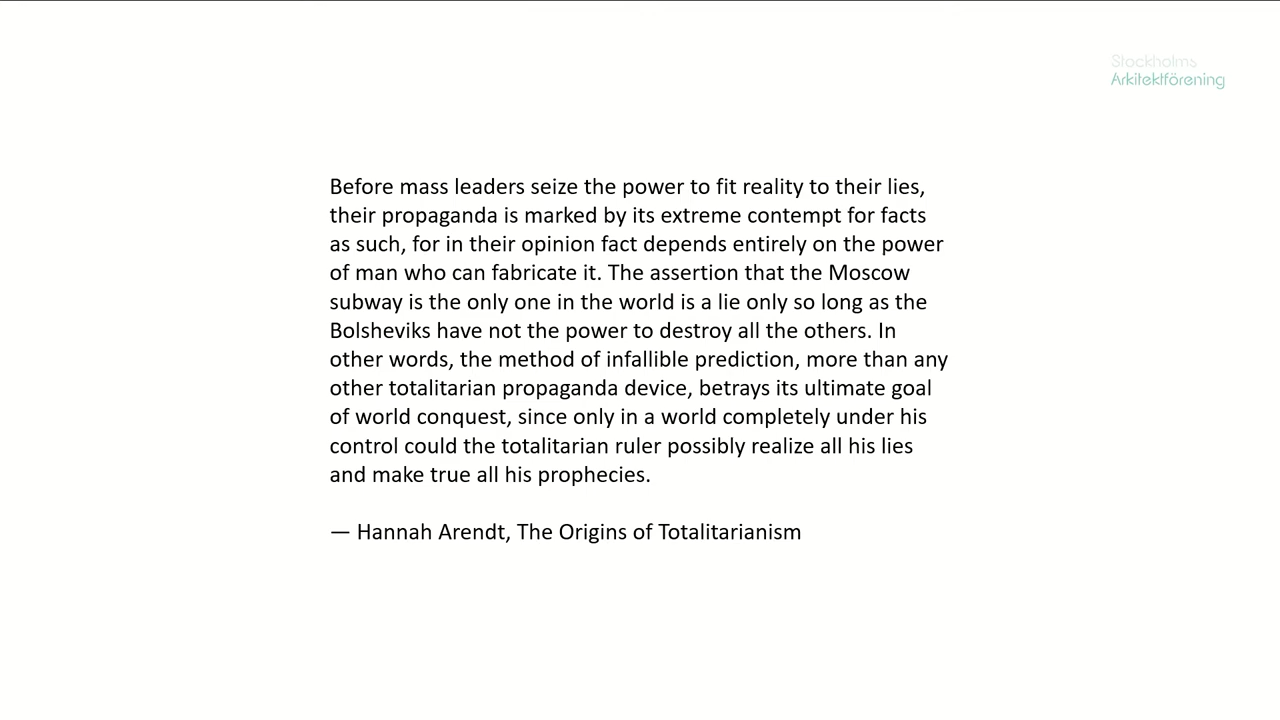 Stockholms
Arkitektförening
Before mass leaders seize the power to fit reality to their lies,
their propaganda is marked by its extreme contempt for facts
as such, for in their opinion fact depends entirely on the power
of man who can fabricate it. The assertion that the Moscow
subway is the only one in the world is a lie only so long as the
Bolsheviks have not the power to destroy all the others. In
other words, the method of infallible prediction, more than any
other totalitarian propaganda device, betrays its ultimate goal
of world conquest, since only in a world completely under his
control could the totalitarian ruler possibly realize all his lies
and make true all his prophecies.
— Hannah Arendt, The Origins of Totalitarianism